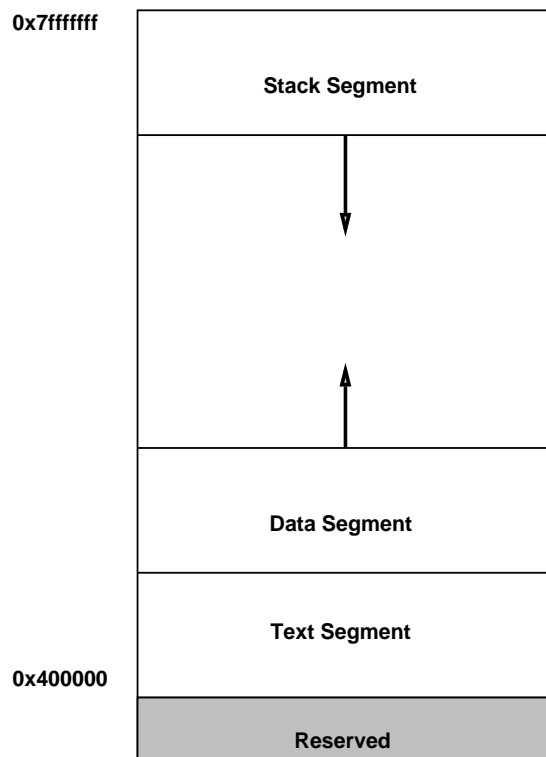 0x7fffffff
Stack Segment
Data Segment
Text Segment
0x400000
Reserved